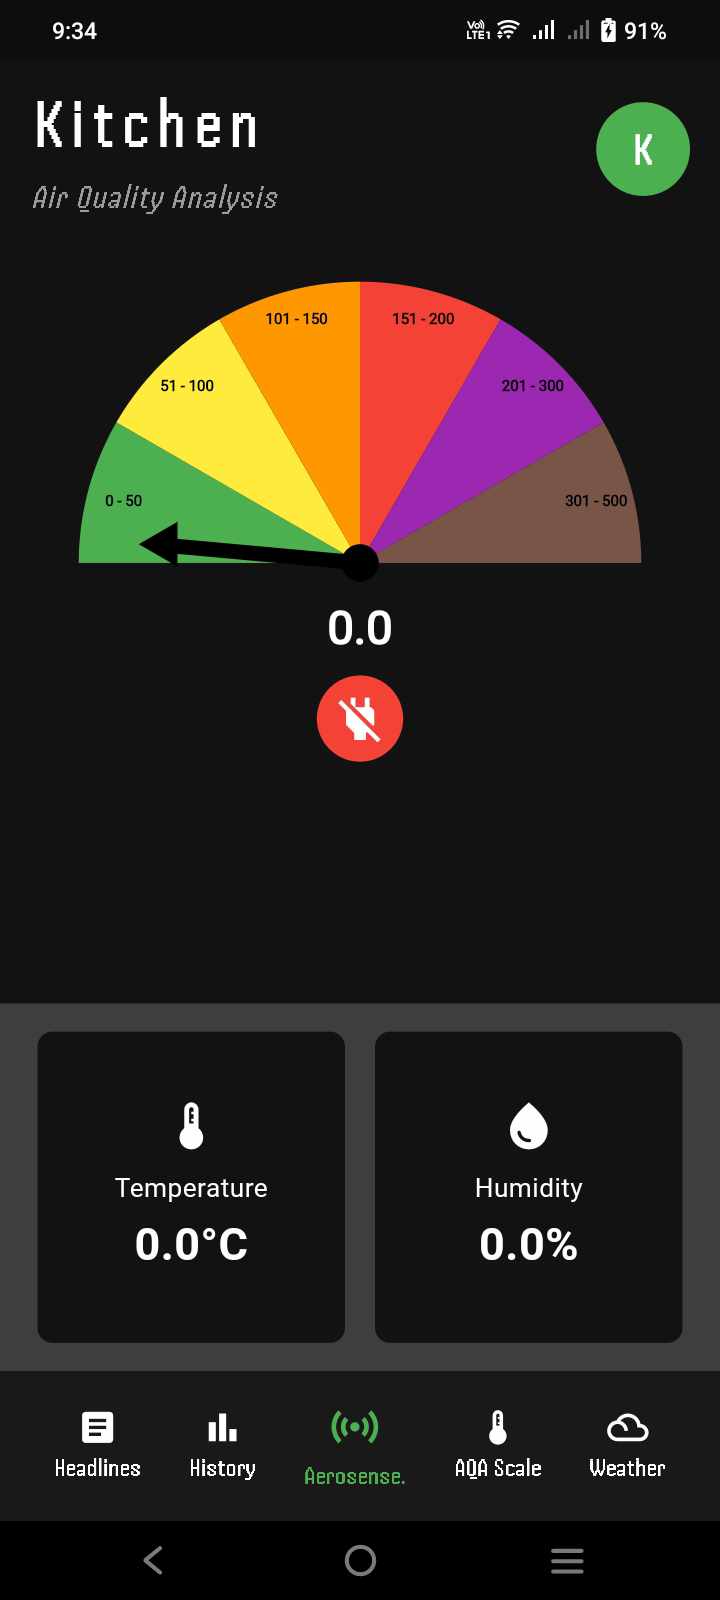 9:34
Vo)) LTE1
91%
Kitchen
K
Air Quality Analysis
101 - 150
151 - 200
51 - 100
201 - 300
0 - 50
301 - 500
0.0
Temperature
Humidity
0.0°C
0.0%
Headlines
History
Aerosense.
AQA Scale
Weather